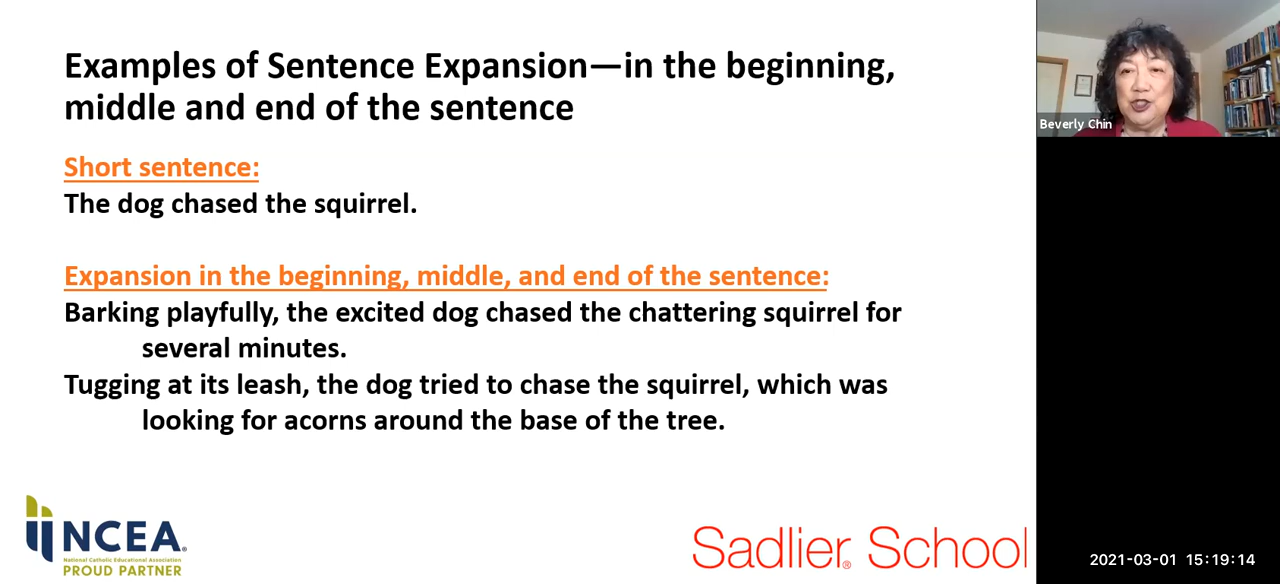 Examples of Sentence Expansion—in the beginning,
middle and end of the sentence
Short sentence:
The dog chased the squirrel.
Expansion in the beginning, middle, and end of the sentence:
Barking playfully, the excited dog chased the chattering squirrel for
several minutes.
Tugging at its leash, the dog tried to chase the squirrel, which was
looking for acorns around the base of the tree.
NCEA®
National Catholic Educational Association
PROUD PARTNER
Sadlier® School
Beverly Chin
2021-03-01 15:19:14